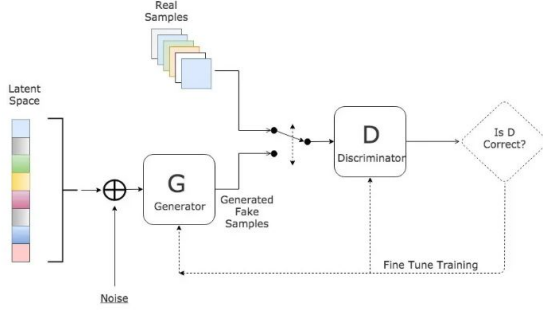 Real
Samples
Latent
Space
G
Generator
Generated
Fake
Samples
D
Discriminator
Is D
Correct?
Fine Tune Training
Noise